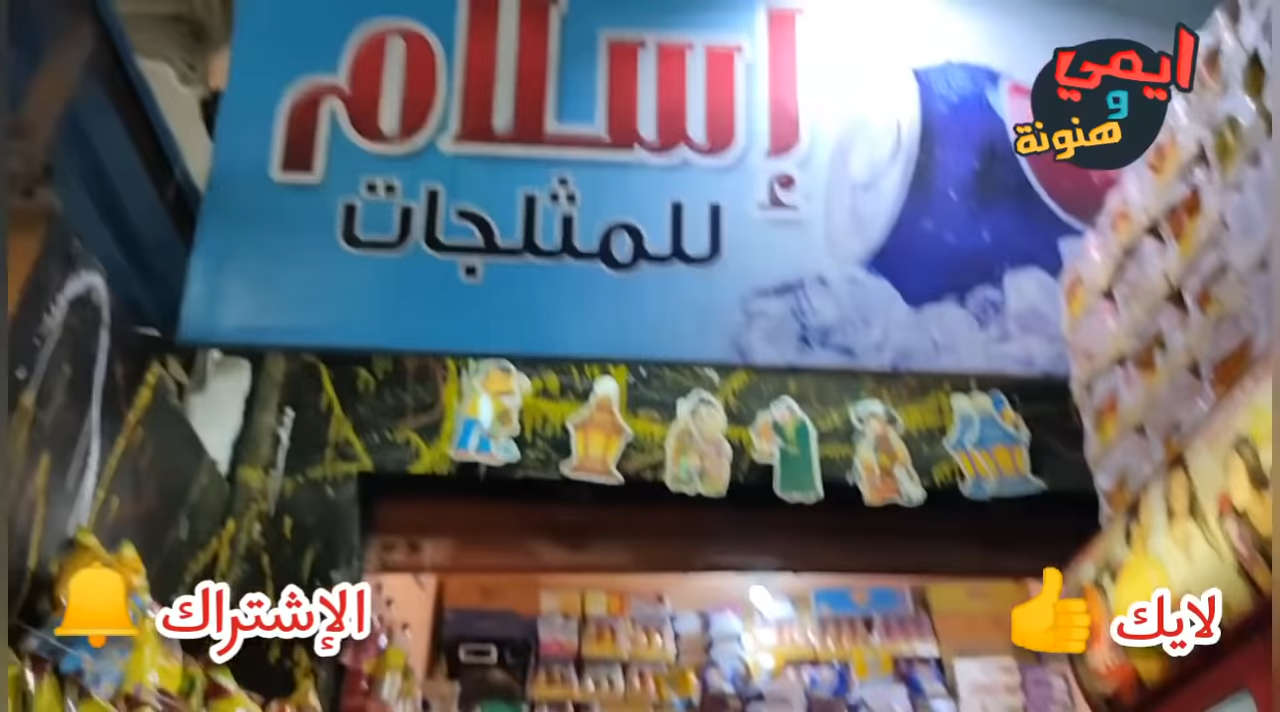 إسلام
للمثلجات
ايمي
و
هنونة
الإشتراك
لايك